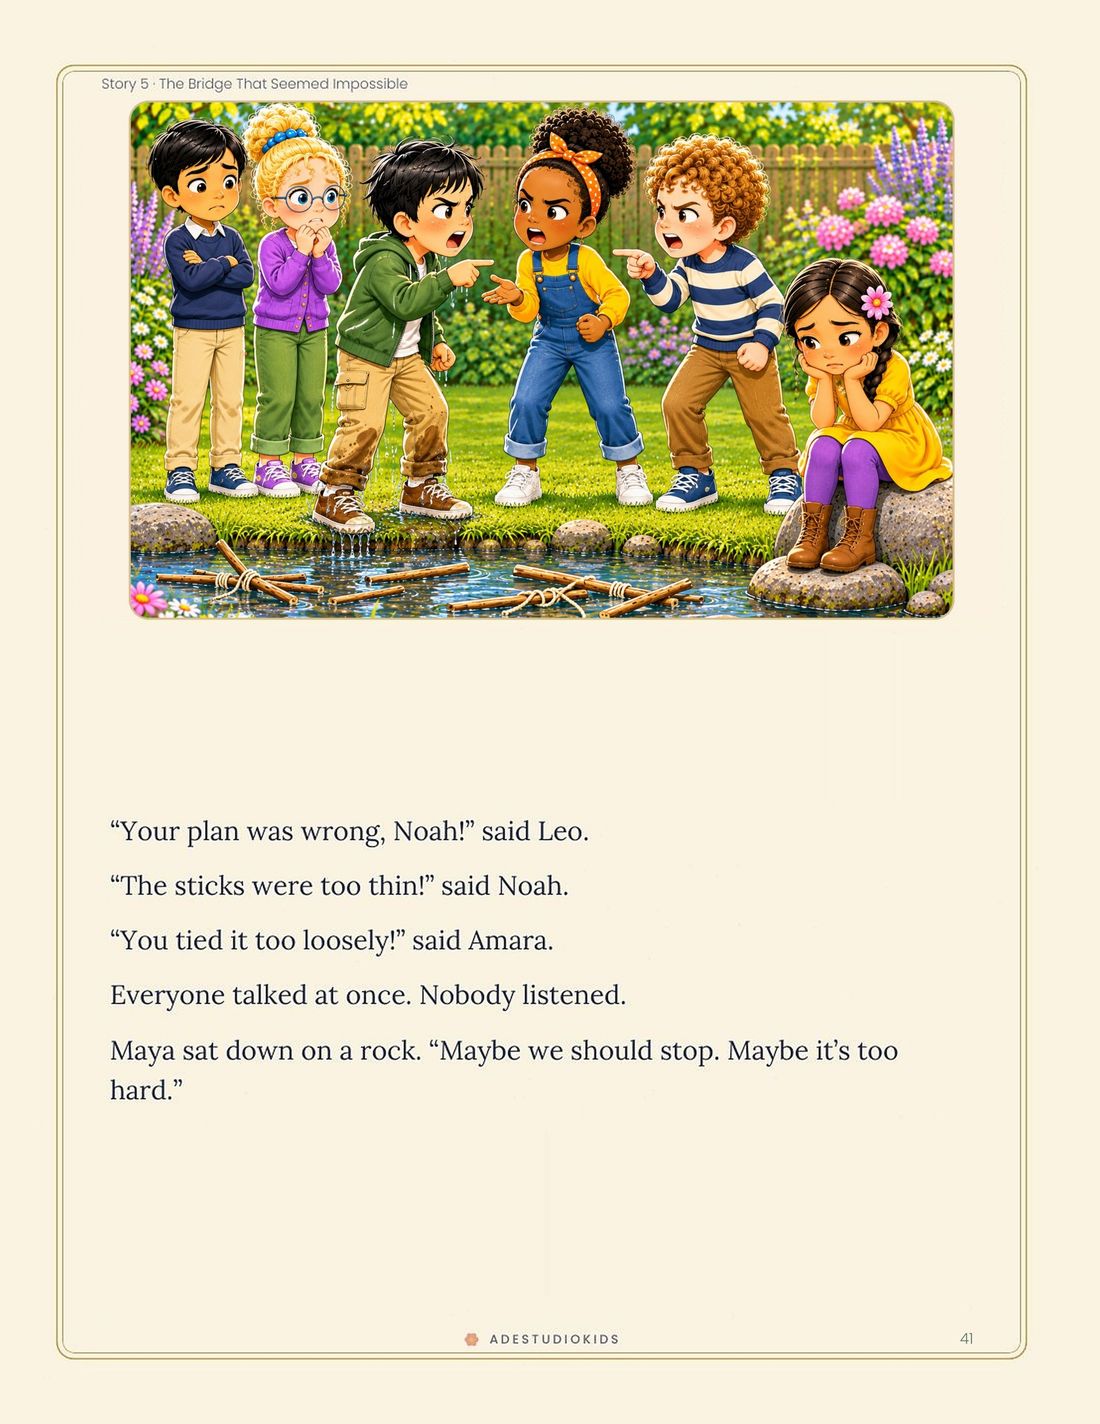 Story 5 · The Bridge That Seemed Impossible
“Your plan was wrong, Noah!” said Leo.
“The sticks were too thin!” said Noah.
“You tied it too loosely!” said Amara.
Everyone talked at once. Nobody listened.
Maya sat down on a rock. “Maybe we should stop. Maybe it’s too
hard.”
ADESTUDIOKIDS
41